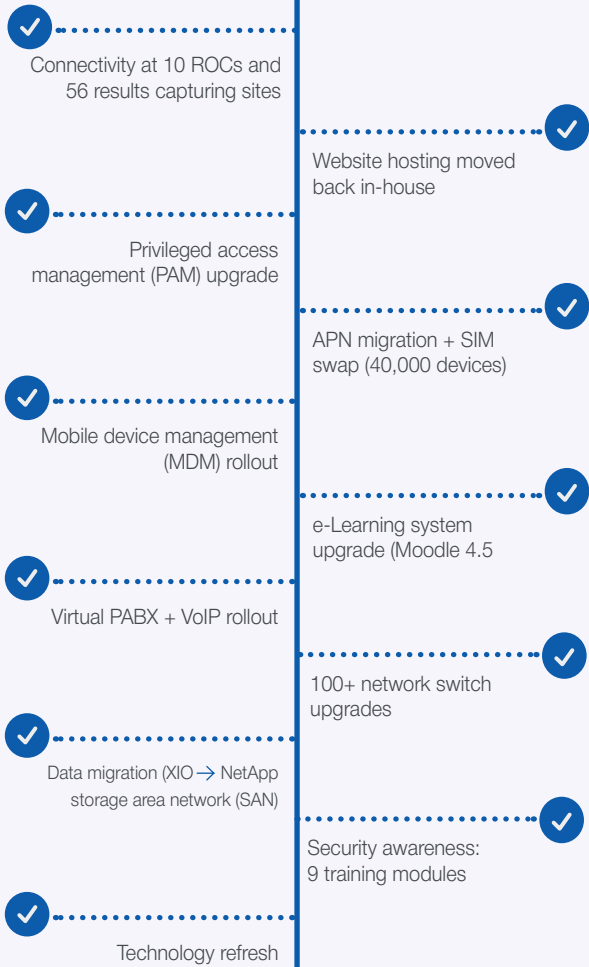 Connectivity at 10 ROCs and
56 results capturing sites
Website hosting moved
back in-house
Privileged access
management (PAM) upgrade
APN migration + SIM
swap (40,000 devices)
Mobile device management
(MDM) rollout
e-Learning system
upgrade (Moodle 4.5
Virtual PABX + VoIP rollout
100+ network switch
upgrades
Data migration (XIO → NetApp
storage area network (SAN)
Security awareness:
9 training modules
Technology refresh